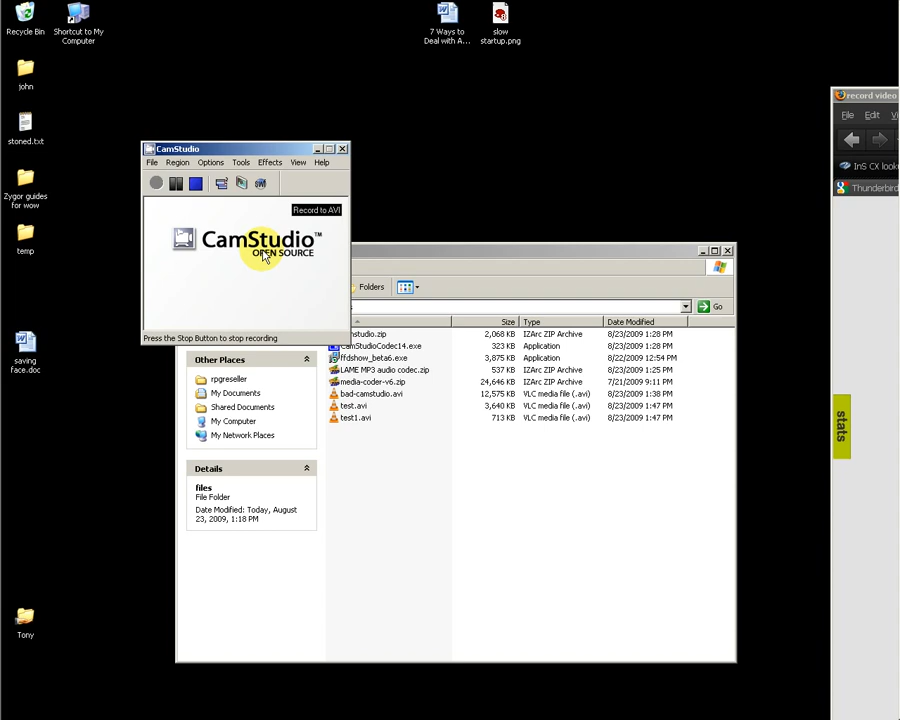 Recycle Bin
Shortcut to My
Computer
7 Ways to
Deal with A...
slow
startup.png
john
stoned.txt
Zygor guides
for wow
temp
saving
face.doc
Tony
CamStudio
File Region Options Tools Effects View Help
Record to AVI
CamStudio™
OPEN SOURCE
Press the Stop Button to stop recording
Folders
Go
Size Type Date Modified
2,068 KB IZArc ZIP Archive 8/23/2009 1:28 PM
CamStudioCodec14.exe 323 KB Application 8/23/2009 1:28 PM
ffdshow_beta6.exe 3,875 KB Application 8/22/2009 12:54 PM
LAME MP3 audio codec.zip 537 KB IZArc ZIP Archive 8/23/2009 1:25 PM
media-coder-v6.zip 24,646 KB IZArc ZIP Archive 7/21/2009 9:11 PM
bad-camstudio.avi 12,575 KB VLC media file (.avi) 8/23/2009 1:38 PM
test.avi 3,640 KB VLC media file (.avi) 8/23/2009 1:47 PM
test1.avi 713 KB VLC media file (.avi) 8/23/2009 1:47 PM
Other Places
rpgreseller
My Documents
Shared Documents
My Computer
My Network Places
Details
files
File Folder
Date Modified: Today, August
23, 2009, 1:18 PM
record video
File Edit
InS CX look
Thunderbird
stats